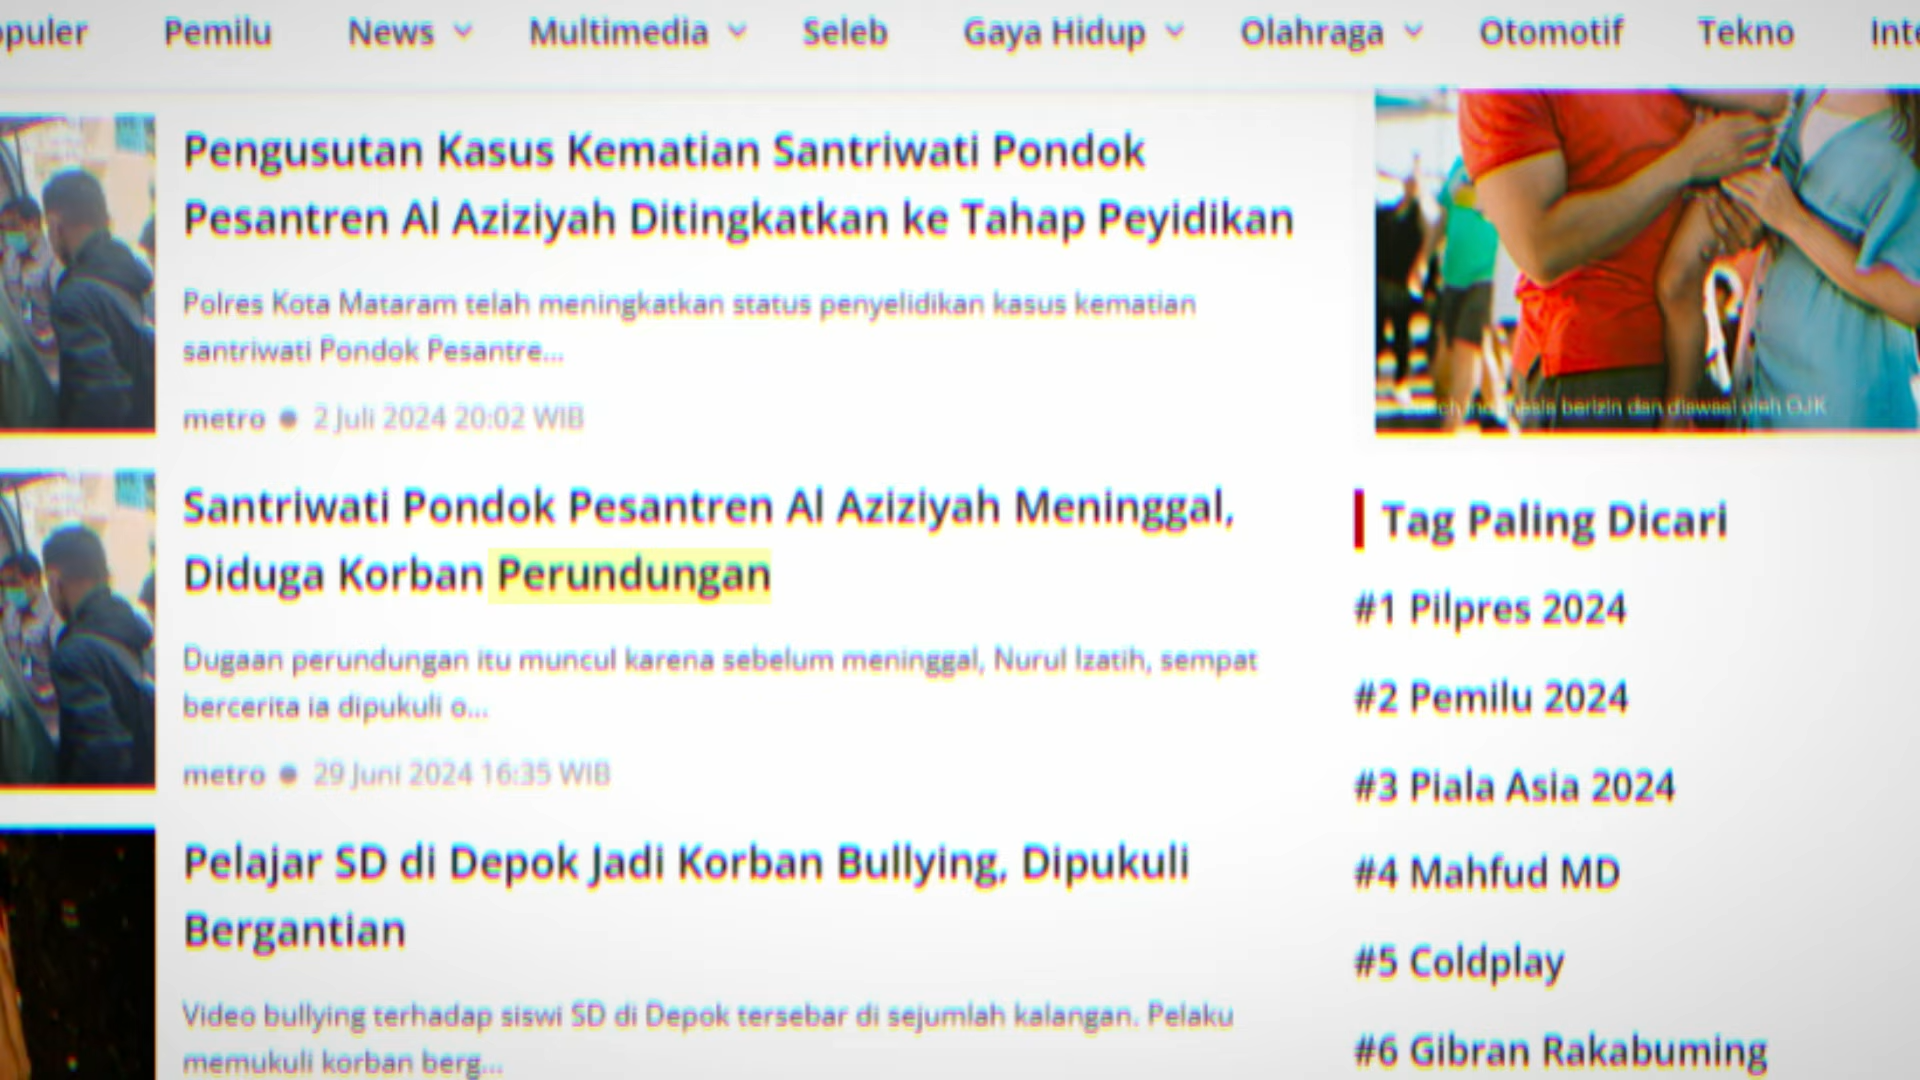 Pemilu News Multimedia Seleb Gaya Hidup Olahraga Otomotif Tekno
Pengusutan Kasus Kematian Santriwati Pondok
Pesantren Al Aziziyah Ditingkatkan ke Tahap Peyidikan
Polres Kota Mataram telah meningkatkan status penyelidikan kasus kematian
santriwati Pondok Pesantre...
metro ● 2 Juli 2024 20:02 WIB
Santriwati Pondok Pesantren Al Aziziyah Meninggal,
Diduga Korban Perundungan
Dugaan perundungan itu muncul karena sebelum meninggal, Nurul Izatih, sempat
bercerita ia dipukuli o...
metro ● 29 Juni 2024 16:35 WIB
Pelajar SD di Depok Jadi Korban Bullying, Dipukuli
Bergantian
Video bullying terhadap siswi SD di Depok tersebar di sejumlah kalangan. Pelaku
memukuli korban berg...
berizin dan diawasi oleh OJK
Tag Paling Dicari
#1 Pilpres 2024
#2 Pemilu 2024
#3 Piala Asia 2024
#4 Mahfud MD
#5 Coldplay
#6 Gibran Rakabuming